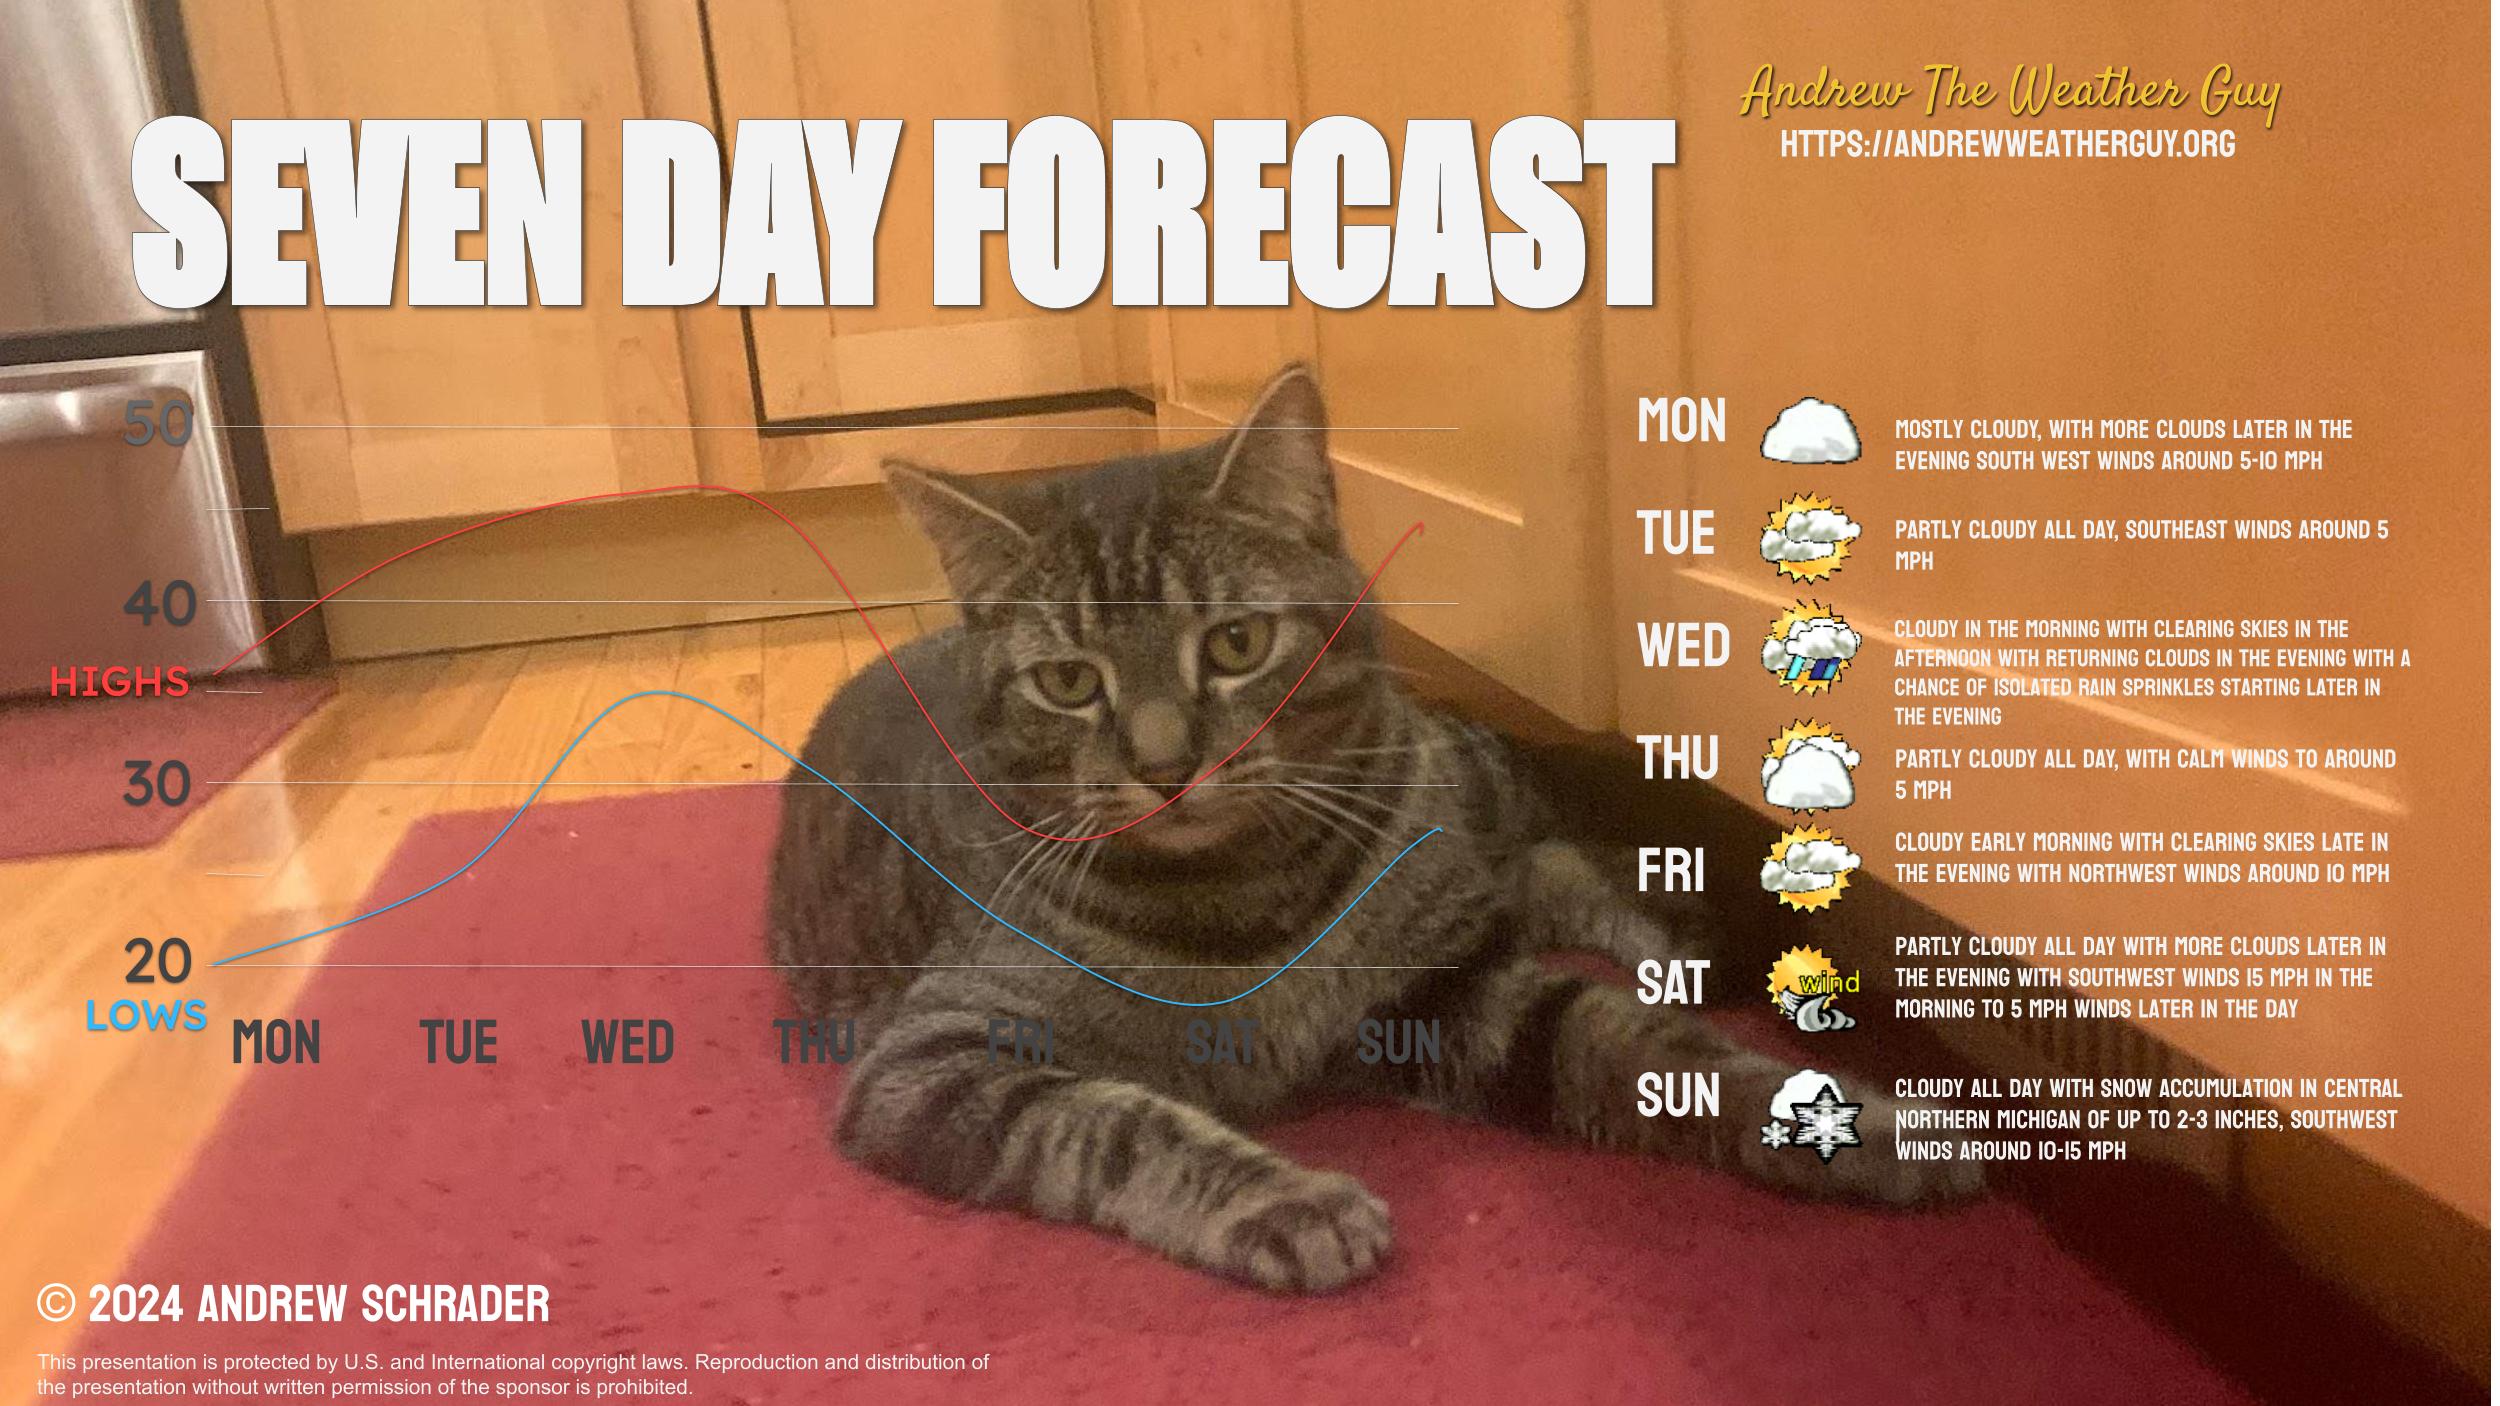 Andrew The Weather Guy
HTTPS://ANDREWWEATHERGUY.ORG
SEVEN DAY FORECAST
50
40
HIGHS
30
20
LOWS
MON TUE WED THU FRI SAT SUN
MON
MOSTLY CLOUDY, WITH MORE CLOUDS LATER IN THE
EVENING SOUTH WEST WINDS AROUND 5-10 MPH
TUE
PARTLY CLOUDY ALL DAY, SOUTHEAST WINDS AROUND 5
MPH
WED
CLOUDY IN THE MORNING WITH CLEARING SKIES IN THE
AFTERNOON WITH RETURNING CLOUDS IN THE EVENING WITH A
CHANCE OF ISOLATED RAIN SPRINKLES STARTING LATER IN
THE EVENING
THU
PARTLY CLOUDY ALL DAY, WITH CALM WINDS TO AROUND
5 MPH
FRI
CLOUDY EARLY MORNING WITH CLEARING SKIES LATE IN
THE EVENING WITH NORTHWEST WINDS AROUND 10 MPH
SAT
wind
PARTLY CLOUDY ALL DAY WITH MORE CLOUDS LATER IN
THE EVENING WITH SOUTHWEST WINDS 15 MPH IN THE
MORNING TO 5 MPH WINDS LATER IN THE DAY
SUN
CLOUDY ALL DAY WITH SNOW ACCUMULATION IN CENTRAL
NORTHERN MICHIGAN OF UP TO 2-3 INCHES, SOUTHWEST
WINDS AROUND 10-15 MPH
© 2024 ANDREW SCHRADER
This presentation is protected by U.S. and International copyright laws. Reproduction and distribution of
the presentation without written permission of the sponsor is prohibited.